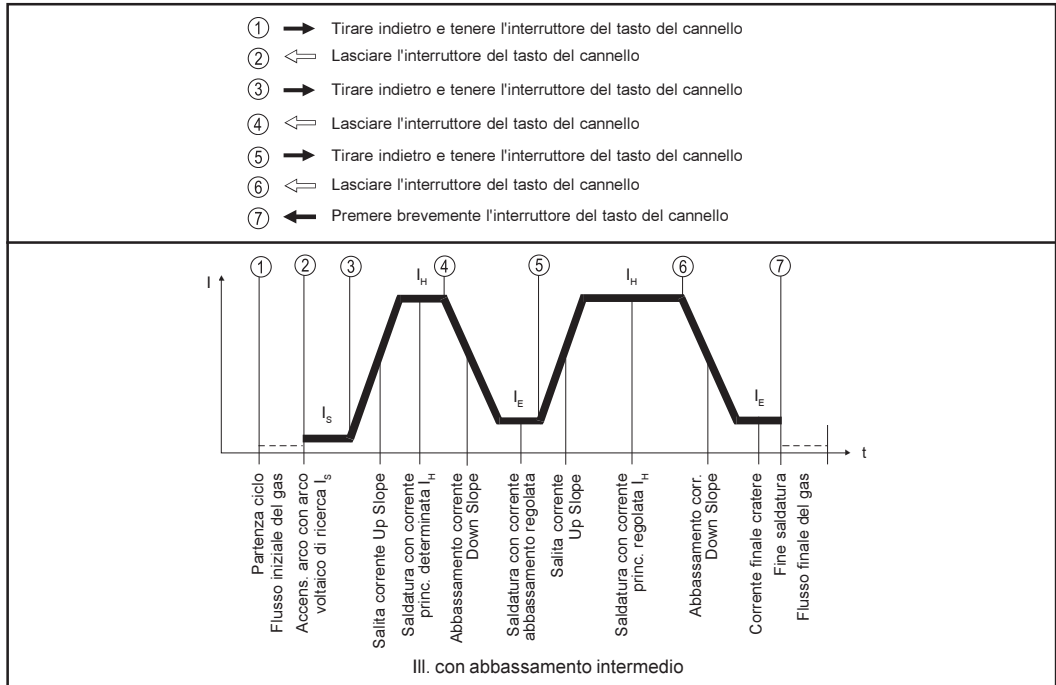 ① Tirare indietro e tenere l'interruttore del tasto del cannello
② Lasciare l'interruttore del tasto del cannello
③ Tirare indietro e tenere l'interruttore del tasto del cannello
④ Lasciare l'interruttore del tasto del cannello
⑤ Tirare indietro e tenere l'interruttore del tasto del cannello
⑥ Lasciare l'interruttore del tasto del cannello
⑦ Premere brevemente l'interruttore del tasto del cannello
① ② ③ ④ ⑤ ⑥ ⑦
I
I_H
I_H
I_S
I_E
I_E
t
Partenza ciclo
Flusso iniziale del gas
Accens. arco con arco
voltaico di ricerca I_S
Salita corrente Up Slope
Saldatura con corrente
princ. determinata I_H
Abbassamento corrente
Down Slope
Saldatura con corrente
abbassamento regolata
Salita corrente
Up Slope
Saldatura con corrente
princ. regolata I_H
Abbassamento corr.
Down Slope
Corrente finale cratere
Fine saldatura
Flusso finale del gas
III. con abbassamento intermedio